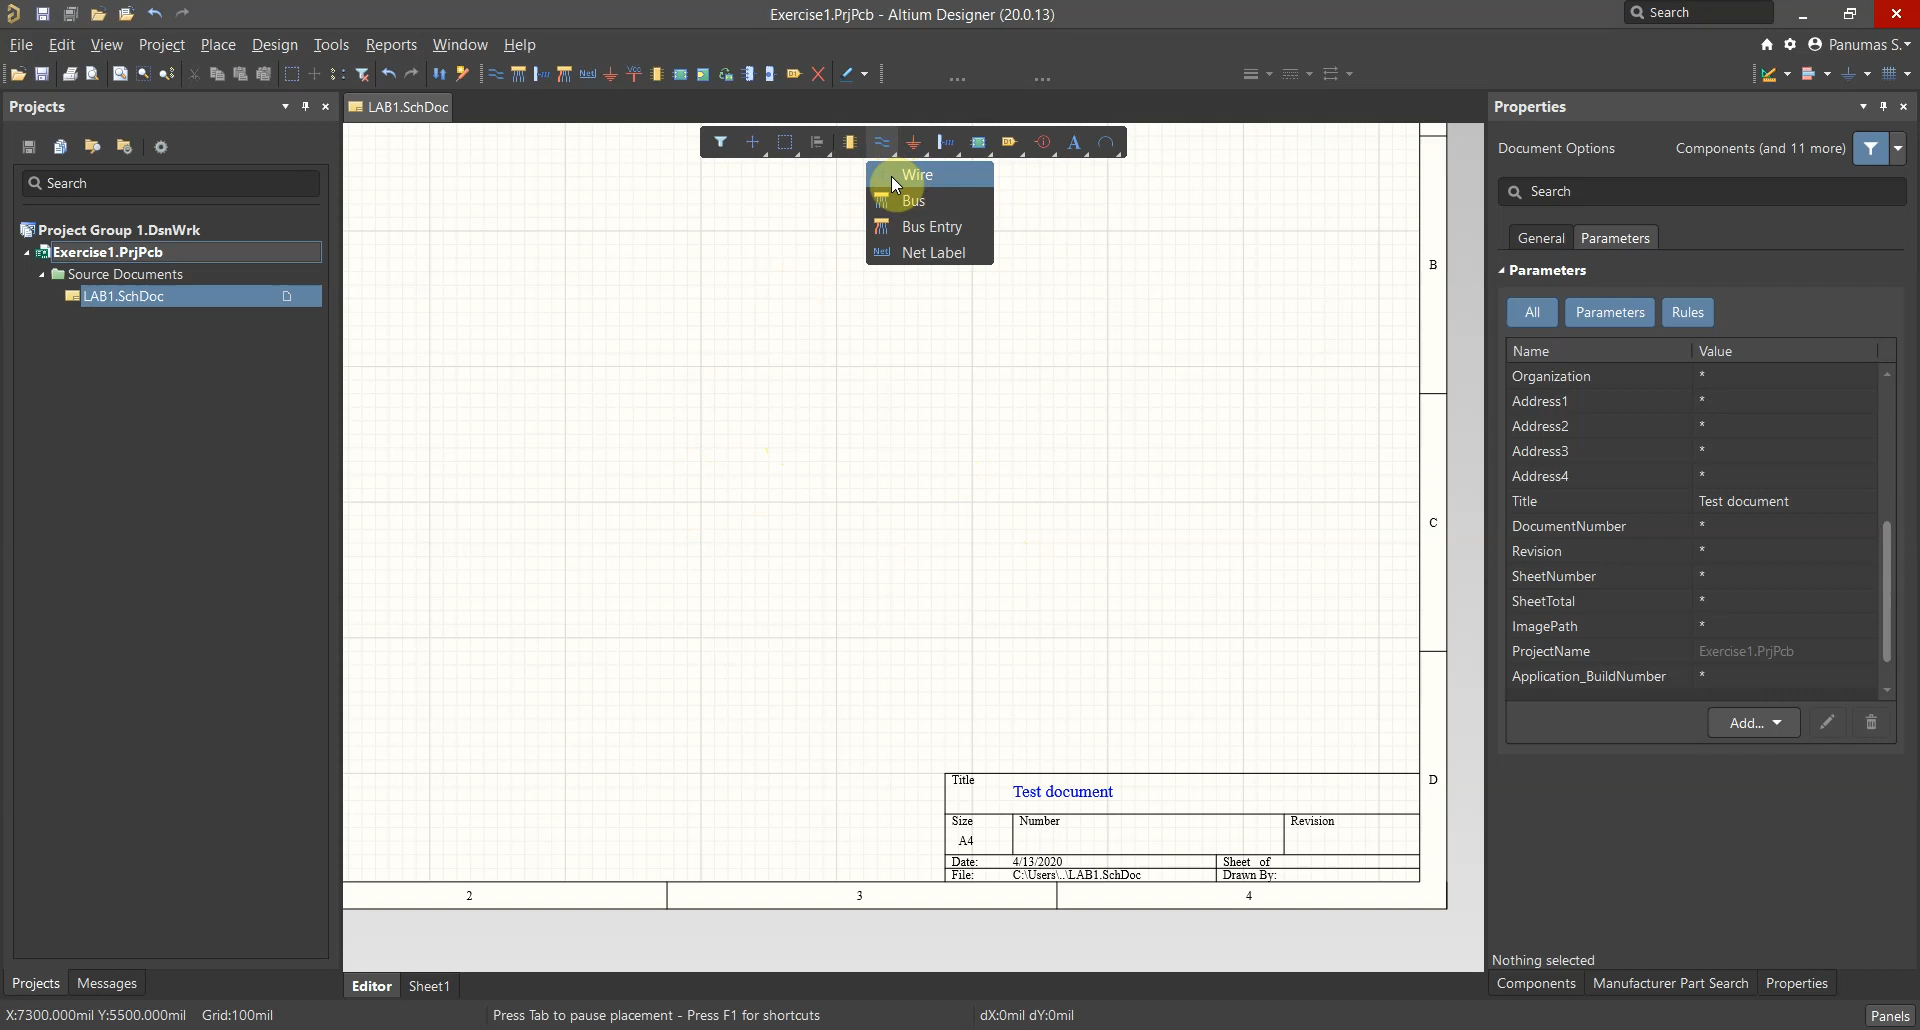 Exercise1.PrjPcb - Altium Designer (20.0.13)
Search
File Edit View Project Place Design Tools Reports Window Help
Panumas S.
Net
Vcc
D1
... ...
Projects
LAB1.SchDoc
Properties
Document Options Components (and 11 more)
Search
Search
Wire
Bus
Bus Entry
Net Label
Project Group 1.DsnWrk
Exercise1.PrjPcb
Source Documents
LAB1.SchDoc
General Parameters
Parameters
All Parameters Rules
Name Value
Organization *
Address1 *
Address2 *
Address3 *
Address4 *
Title Test document
DocumentNumber *
Revision *
SheetNumber *
SheetTotal *
ImagePath *
ProjectName Exercise1.PrjPcb
Application_BuildNumber *
Add...
B
C
D
Title
Test document
Size Number Revision
A4
Date: 4/13/2020 Sheet of
File: C:\Users\..\LAB1.SchDoc Drawn By:
2 3 4
Nothing selected
Projects Messages
Editor Sheet1
Components Manufacturer Part Search Properties
X:7300.000mil Y:5500.000mil Grid:100mil
Press Tab to pause placement - Press F1 for shortcuts
dX:0mil dY:0mil
Panels